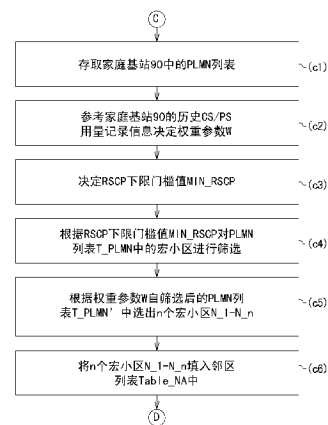 C
存取家庭基站90中的PLMN列表
(c1)
参考家庭基站90的历史CS/PS
用量记录信息决定权重参数W
(c2)
决定RSCP下限门槛值MIN_RSCP
(c3)
根据RSCP下限门槛值MIN_RSCP对PLMN
列表T_PLMN中的宏小区进行筛选
(c4)
根据权重参数W自筛选后的PLMN列
表T_PLMN'中选出n个宏小区N_1-N_n
(c5)
将n个宏小区N_1-N_n填入邻区
列表Table_NA中
(c6)
D